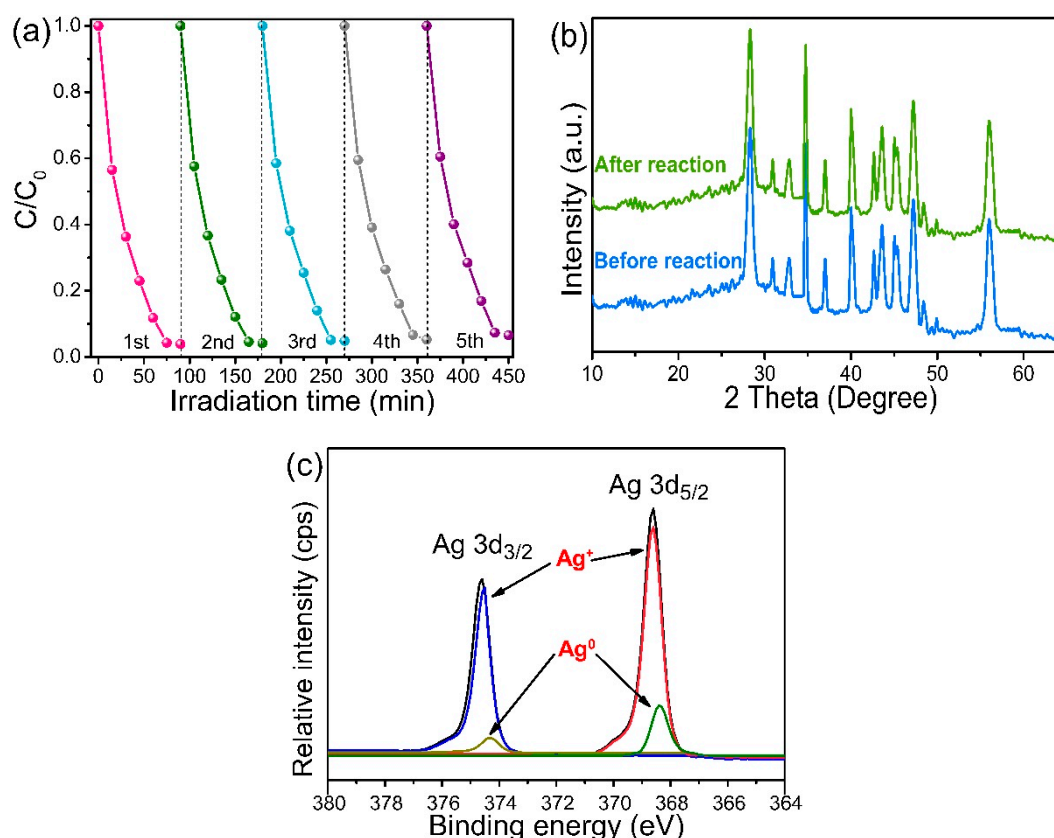 (a)
1.0
0.8
0.6
0.4
0.2
0.0
C/C₀
1st
2nd
3rd
4th
5th
0 50 100 150 200 250 300 350 400 450
Irradiation time (min)
(b)
Intensity (a.u.)
After reaction
Before reaction
10 20 30 40 50 60
2 Theta (Degree)
(c)
Relative intensity (cps)
Ag 3d₃/₂
Ag 3d₅/₂
Ag⁺
Ag⁰
380 378 376 374 372 370 368 366 364
Binding energy (eV)